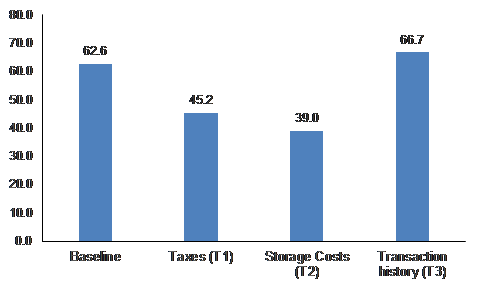 80.0
70.0
60.0
50.0
40.0
30.0
20.0
10.0
0.0
62.6
45.2
39.0
66.7
Baseline
Taxes (T1)
Storage Costs
(T2)
Transaction
history (T3)